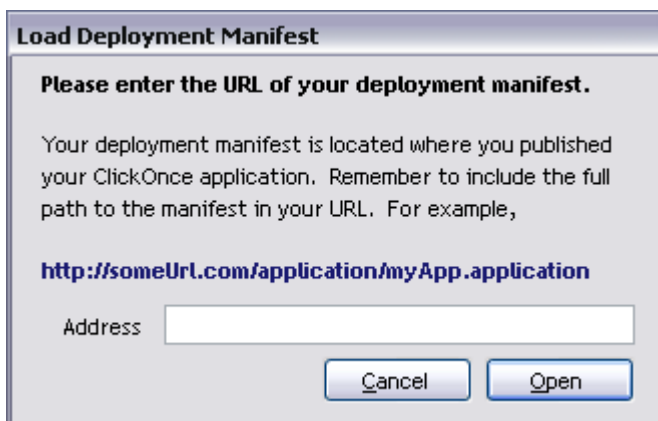 Load Deployment Manifest
Please enter the URL of your deployment manifest.
Your deployment manifest is located where you published
your ClickOnce application. Remember to include the full
path to the manifest in your URL. For example,
http://someUrl.com/application/myApp.application
Address
Cancel Open